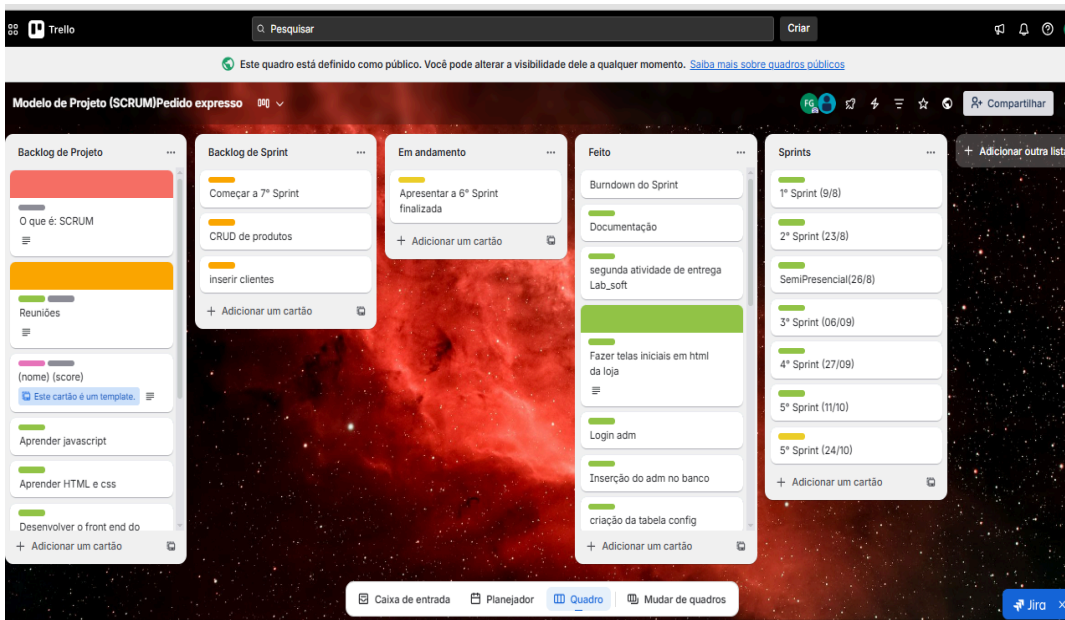 Trello
Pesquisar
Criar
Este quadro está definido como público. Você pode alterar a visibilidade dele a qualquer momento. Saiba mais sobre quadros públicos
Modelo de Projeto (SCRUM)Pedido expresso
FG
Compartilhar
Backlog de Projeto
O que é: SCRUM
Reuniões
(nome) (score)
Este cartão é um template.
Aprender javascript
Aprender HTML e css
Desenvolver o front end do
+ Adicionar um cartão
Backlog de Sprint
Começar a 7° Sprint
CRUD de produtos
inserir clientes
+ Adicionar um cartão
Em andamento
Apresentar a 6° Sprint
finalizada
+ Adicionar um cartão
Feito
Burndown do Sprint
Documentação
segunda atividade de entrega
Lab_soft
Fazer telas iniciais em html
da loja
Login adm
Inserção do adm no banco
criação da tabela config
+ Adicionar um cartão
Sprints
1° Sprint (9/8)
2° Sprint (23/8)
SemiPresencial(26/8)
3° Sprint (06/09)
4° Sprint (27/09)
5° Sprint (11/10)
5° Sprint (24/10)
+ Adicionar um cartão
+ Adicionar outra lista
Caixa de entrada
Planejador
Quadro
Mudar de quadros
Jira